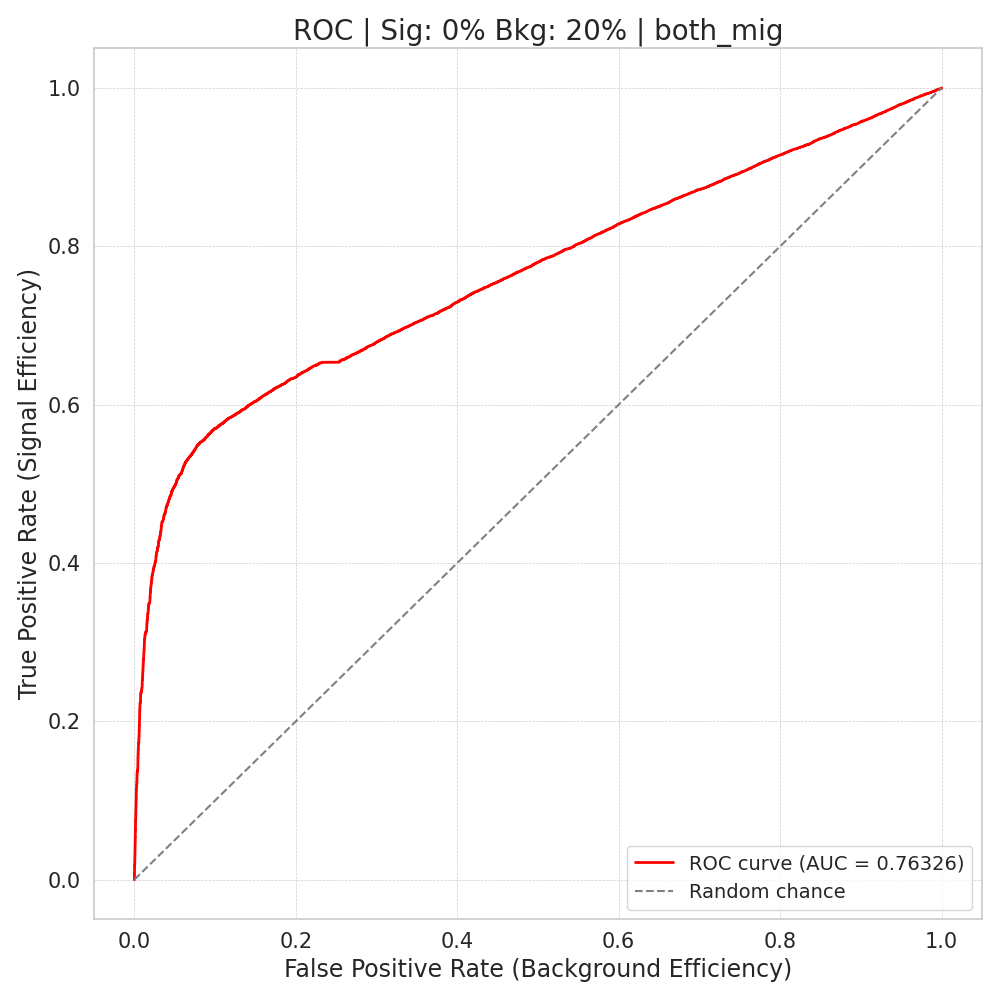 ROC | Sig: 0% Bkg: 20% | both_mig
True Positive Rate (Signal Efficiency)
1.0
0.8
0.6
0.4
0.2
0.0
ROC curve (AUC = 0.76326)
Random chance
0.0 0.2 0.4 0.6 0.8 1.0
False Positive Rate (Background Efficiency)